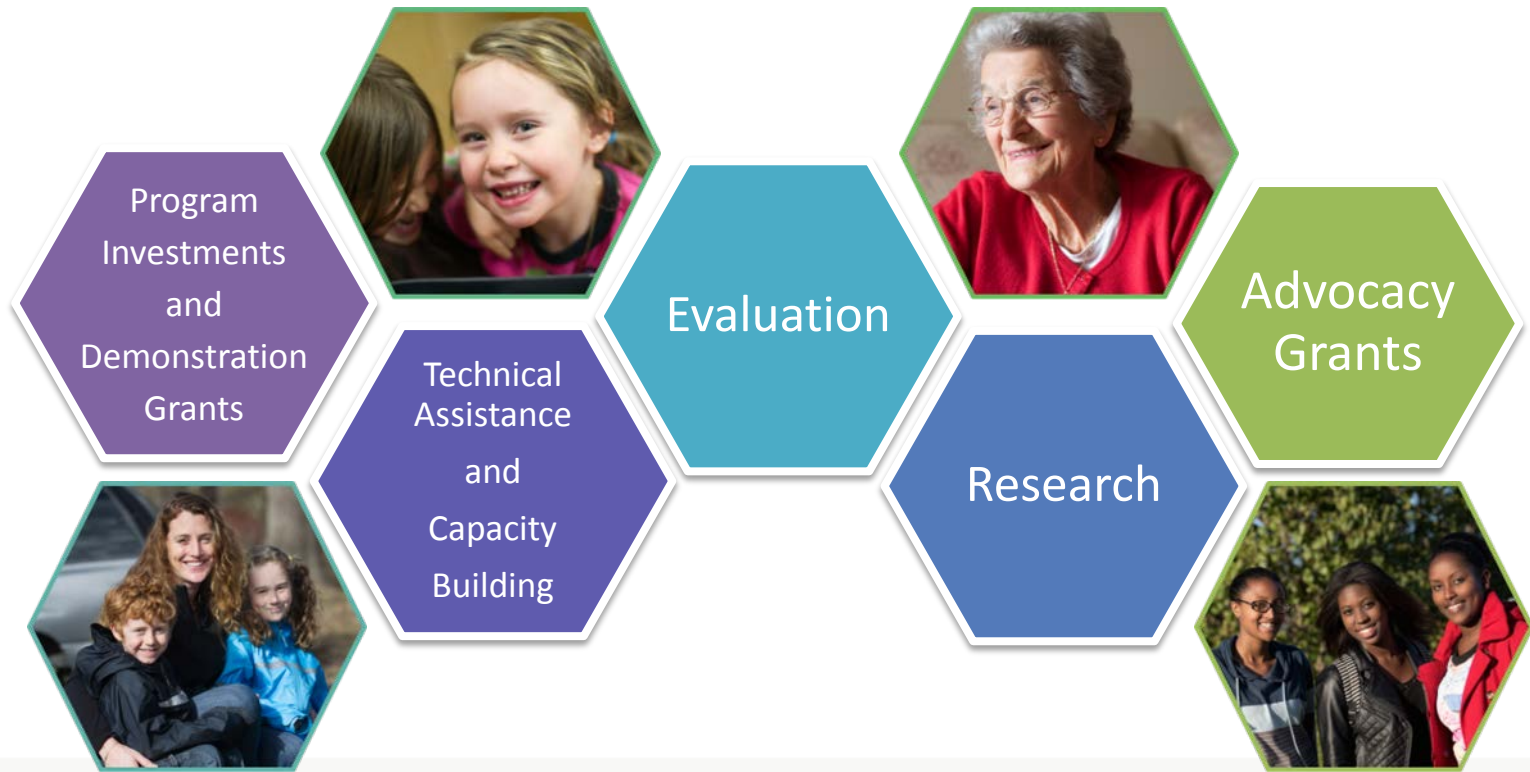 Program
Investments
and
Demonstration
Grants
Technical
Assistance
and
Capacity
Building
Evaluation
Research
Advocacy
Grants